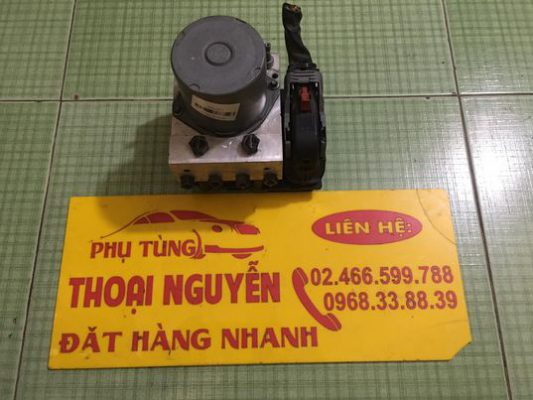 PHỤ TÙNG
LIÊN HỆ:
THOẠI NGUYỄN
02.466.599.788
0968.33.88.39
ĐẶT HÀNG NHANH